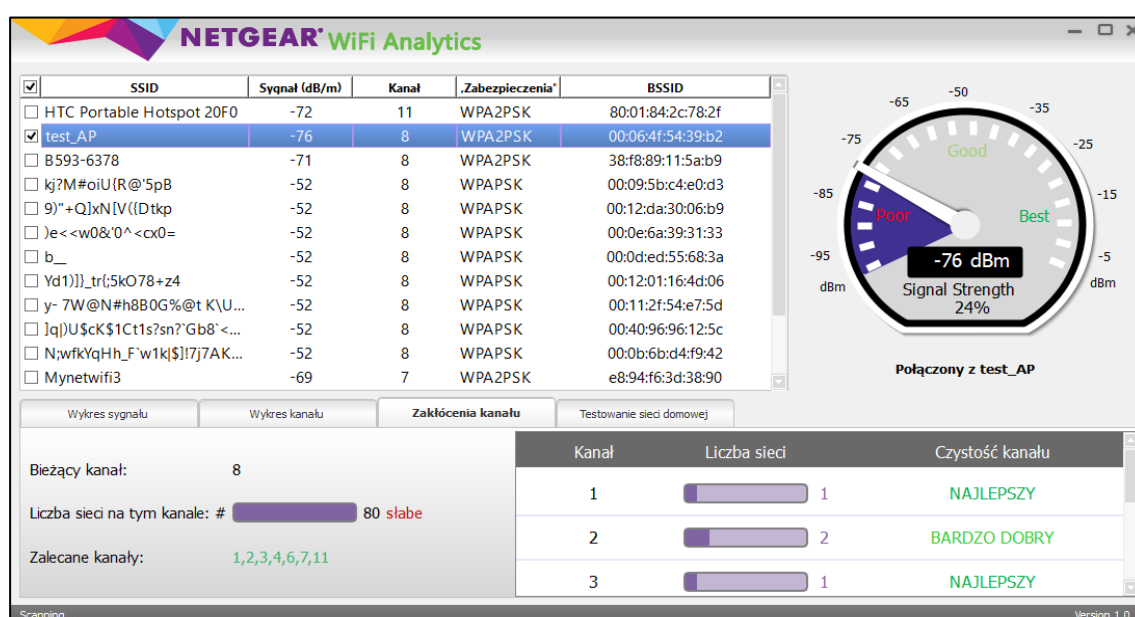 NETGEAR® WiFi Analytics
SSID Sygnał (dB/m) Kanał „Zabezpieczenia" BSSID
HTC Portable Hotspot 20F0 -72 11 WPA2PSK 80:01:84:2c:78:2f
test_AP -76 8 WPA2PSK 00:06:4f:54:39:b2
B593-6378 -71 8 WPA2PSK 38:f8:89:11:5a:b9
kj?M#oiU{R@'5pB -52 8 WPAPSK 00:09:5b:c4:e0:d3
9)"+Q]xN[V({Dtkp -52 8 WPAPSK 00:12:da:30:06:b9
)e<<w0&'0^<cx0= -52 8 WPAPSK 00:0e:6a:39:31:33
b__ -52 8 WPAPSK 00:0d:ed:55:68:3a
Yd1)]}_tr{;5kO78+z4 -52 8 WPAPSK 00:12:01:16:4d:06
y- 7W@N#h8B0G%@t K\U... -52 8 WPAPSK 00:11:2f:54:e7:5d
]q|)U$cK$1Ct1s?sn?`Gb8`<... -52 8 WPAPSK 00:40:96:96:12:5c
N;wfkYqHh_F`w1k|$]!7j7AK... -52 8 WPAPSK 00:0b:6b:d4:f9:42
Mynetwifi3 -69 7 WPA2PSK e8:94:f6:3d:38:90
-50
-65 -35
-75 -25
Good
-85 -15
Poor Best
-95 -5
-76 dBm
dBm dBm
Signal Strength
24%
Połączony z test_AP
Wykres sygnału Wykres kanału Zakłócenia kanału Testowanie sieci domowej
Bieżący kanał: 8
Liczba sieci na tym kanale: # 80 słabe
Zalecane kanały: 1,2,3,4,6,7,11
Kanał Liczba sieci Czystość kanału
1 1 NAJLEPSZY
2 2 BARDZO DOBRY
3 1 NAJLEPSZY
Scanning Version 1.0